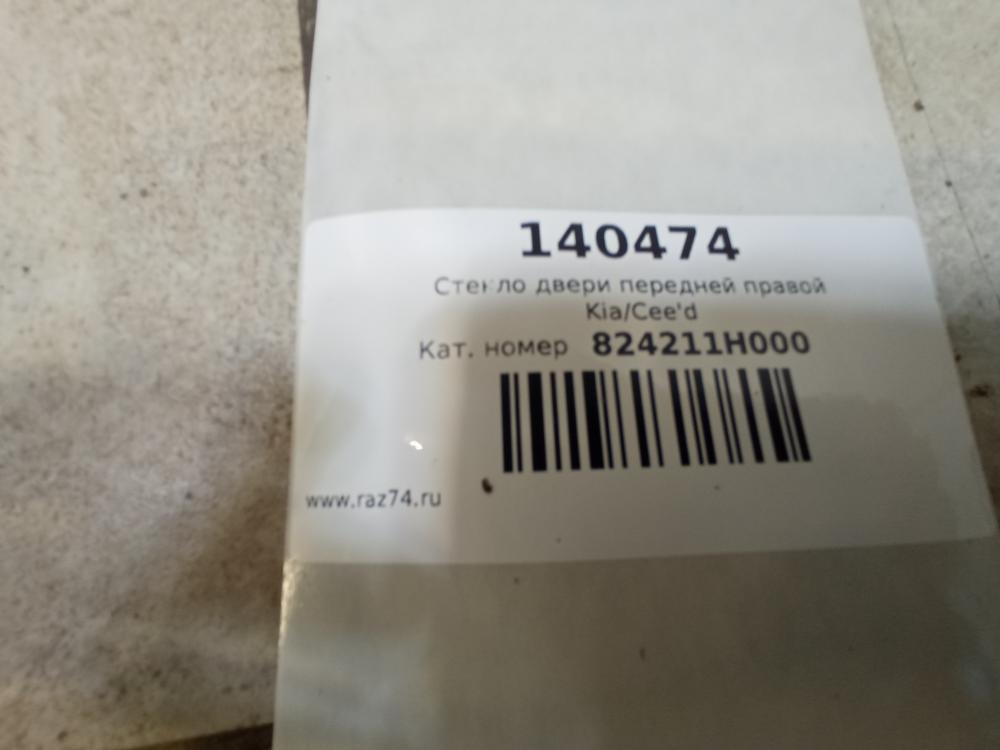 140474
Стекло двери передней правой
Kia/Cee'd
Кат. номер 824211H000
www.raz74.ru